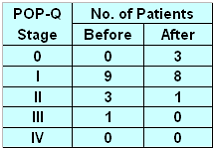 POP-Q Stage No. of Patients
Before After
0 0 3
I 9 8
II 3 1
III 1 0
IV 0 0